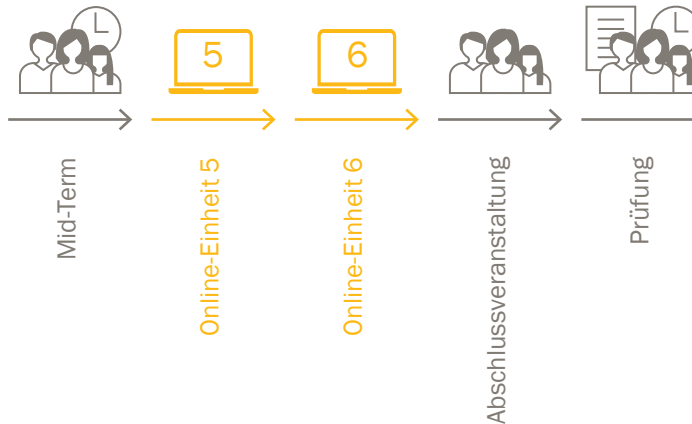 5
6
Mid-Term
Online-Einheit 5
Online-Einheit 6
Abschlussveranstaltung
Prüfung